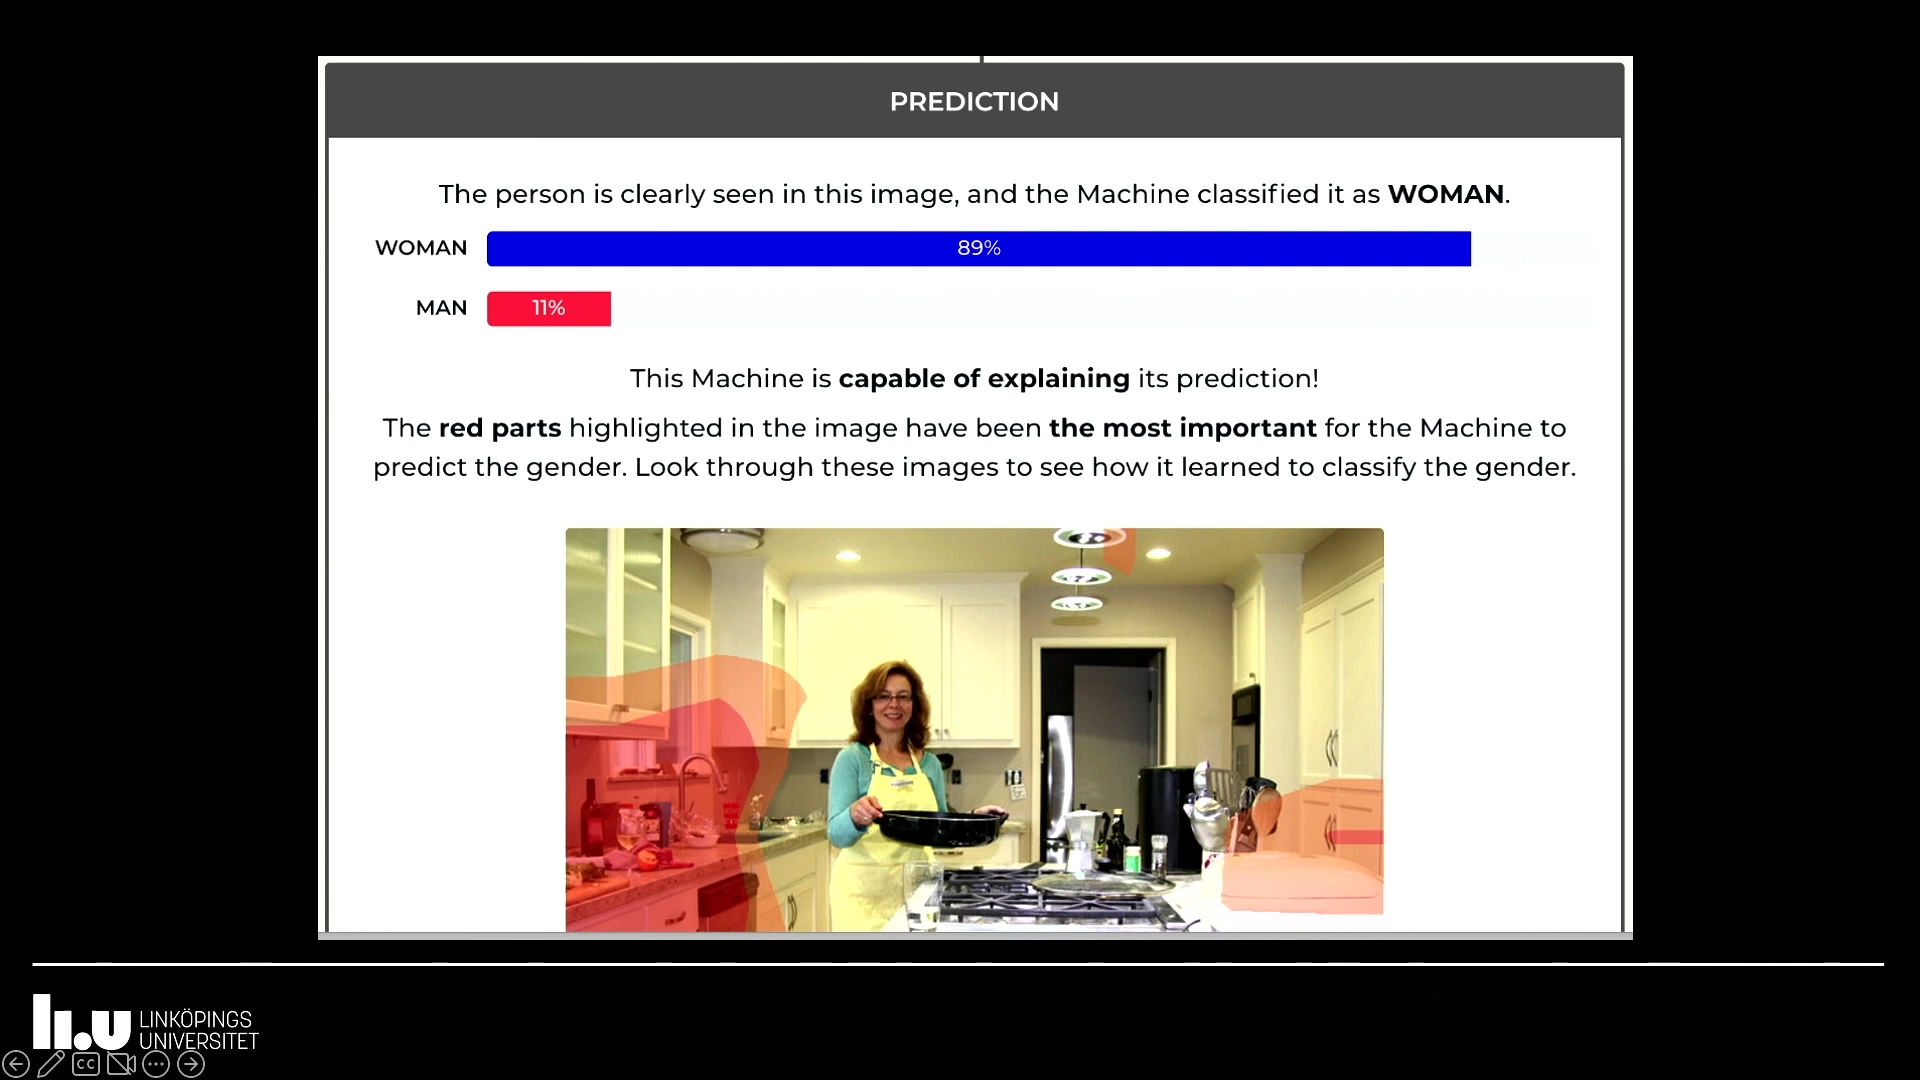 PREDICTION
The person is clearly seen in this image, and the Machine classified it as WOMAN.
WOMAN 89%
MAN 11%
This Machine is capable of explaining its prediction!
The red parts highlighted in the image have been the most important for the Machine to
predict the gender. Look through these images to see how it learned to classify the gender.
LINKÖPINGS
UNIVERSITET
CC